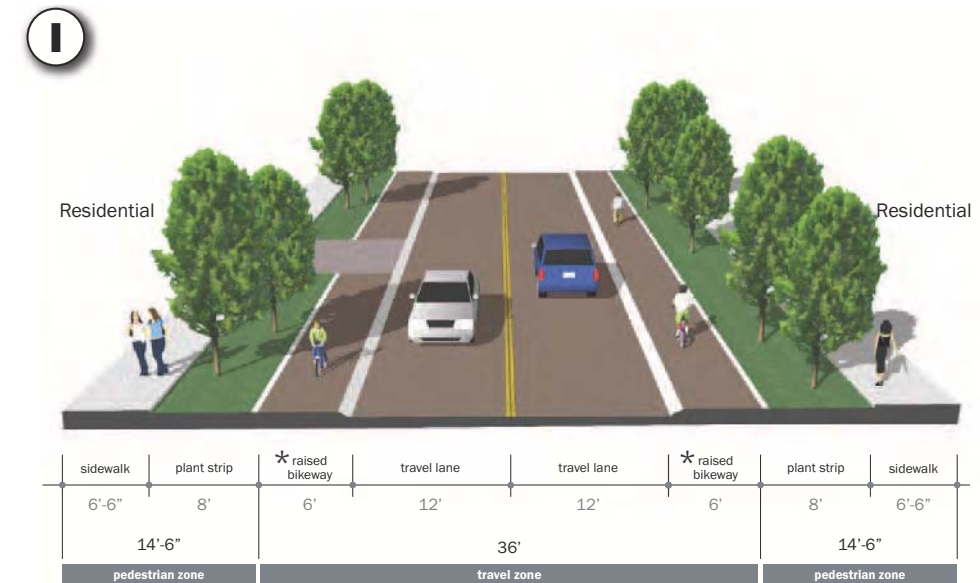 I
Residential
Residential
sidewalk
plant strip
* raised
bikeway
travel lane
travel lane
* raised
bikeway
plant strip
sidewalk
6'-6”
8'
6'
12'
12'
6'
8'
6'-6”
14'-6”
36'
14'-6”
pedestrian zone
travel zone
pedestrian zone